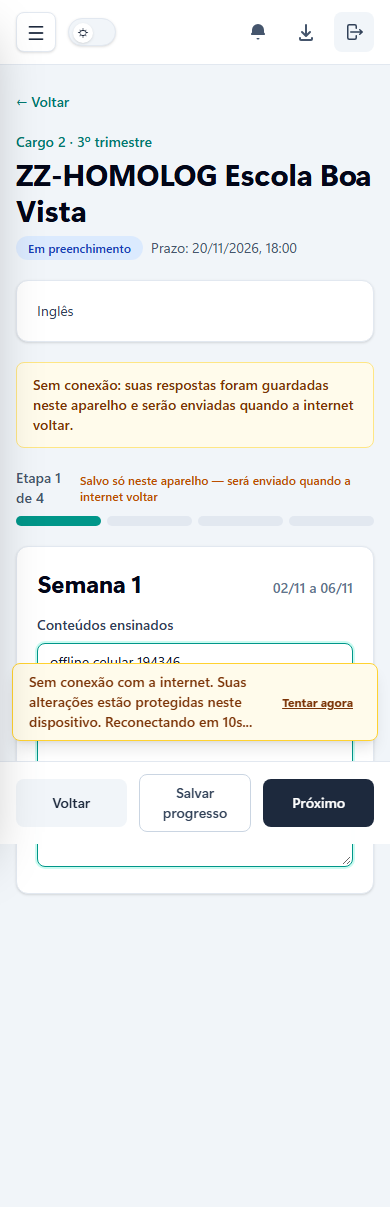 ← Voltar
Cargo 2 · 3º trimestre
ZZ-HOMOLOG Escola Boa
Vista
Em preenchimento Prazo: 20/11/2026, 18:00
Inglês
Sem conexão: suas respostas foram guardadas
neste aparelho e serão enviadas quando a internet
voltar.
Etapa 1
de 4
Salvo só neste aparelho — será enviado quando a
internet voltar
Semana 1 02/11 a 06/11
Conteúdos ensinados
offline celular 194346
Sem conexão com a internet. Suas
alterações estão protegidas neste
dispositivo. Reconectando em 10s...
Tentar agora
Voltar
Salvar
progresso
Próximo